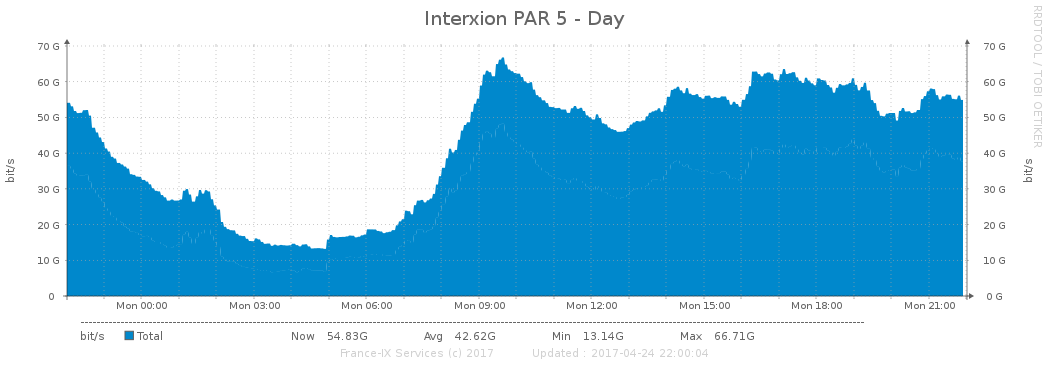 Interxion PAR 5 - Day
RRDTOOL / TOBI OETIKER
70 G 70 G
60 G 60 G
50 G 50 G
40 G 40 G
30 G 30 G
20 G 20 G
10 G 10 G
0 0 G
bit/s
bit/s
Mon 00:00 Mon 03:00 Mon 06:00 Mon 09:00 Mon 12:00 Mon 15:00 Mon 18:00 Mon 21:00
bit/s Total Now 54.83G Avg 42.62G Min 13.14G Max 66.71G
France-IX Services (c) 2017 Updated : 2017-04-24 22:00:04